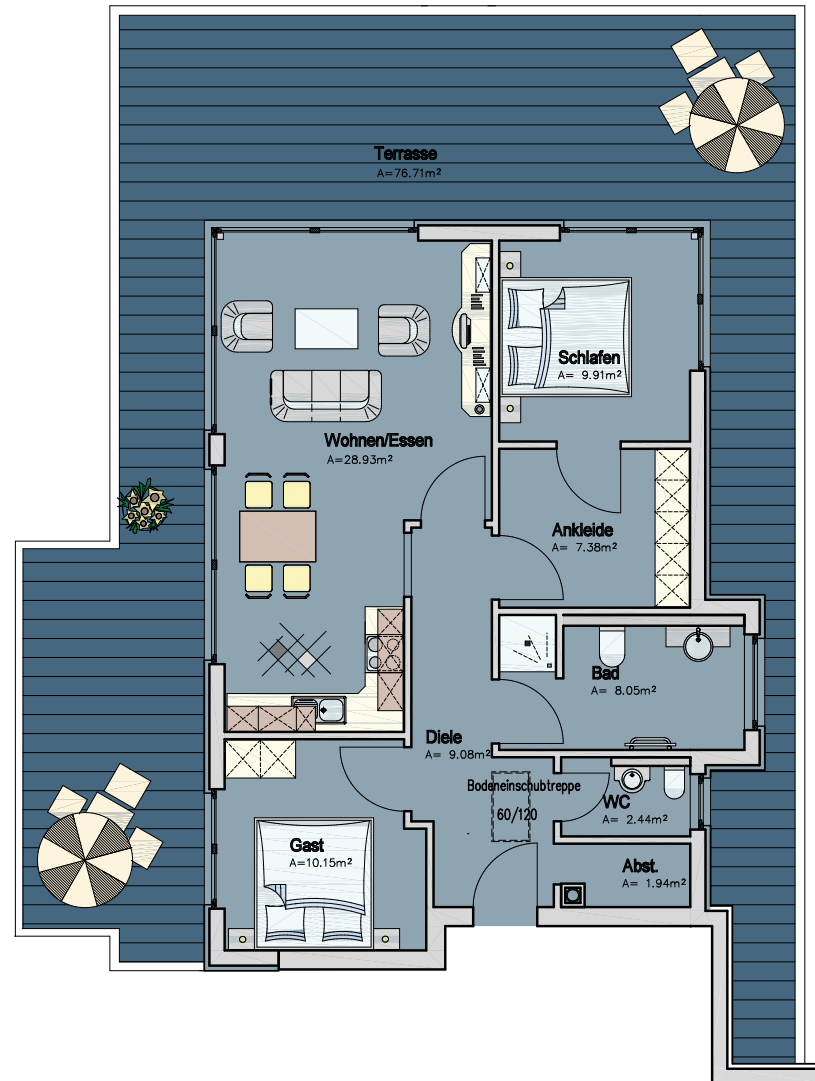 Terrasse
A=76.71m²
Schlafen
A= 9.91m²
Wohnen/Essen
A=28.93m²
Ankleide
A= 7.38m²
Bad
A= 8.05m²
Diele
A= 9.08m²
Bodeneinschubtreppe
60/120
WC
A= 2.44m²
Gast
A=10.15m²
Abst.
A= 1.94m²